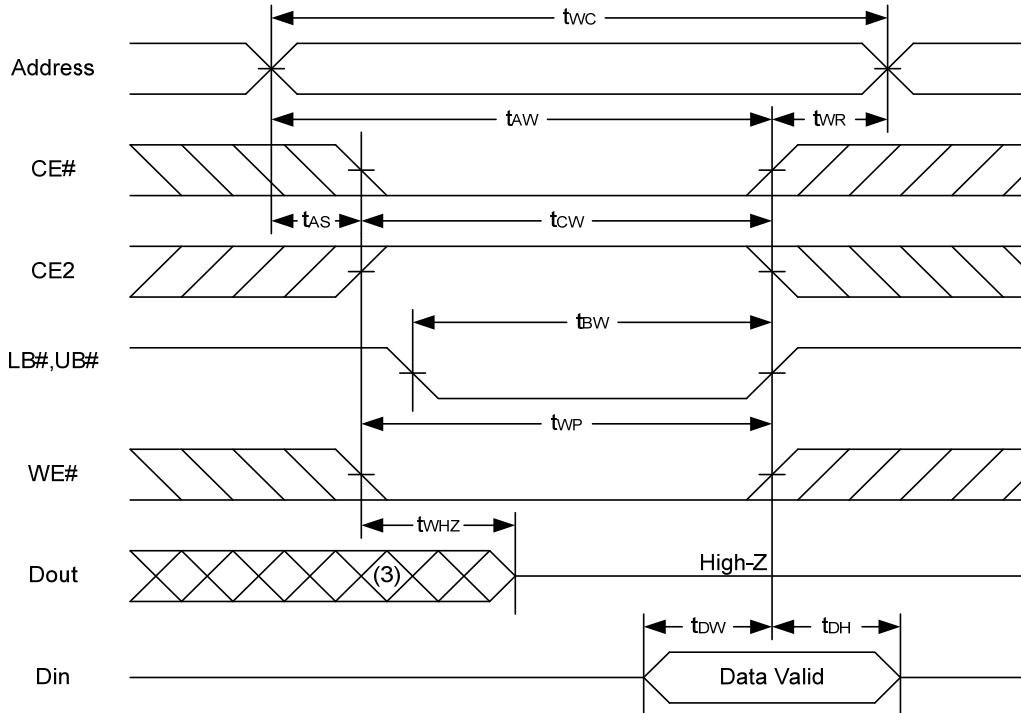 tWC
Address
tAW
tWR
CE#
tAS
tCW
CE2
tBW
LB#,UB#
tWP
WE#
tWHZ
Dout
(3)
High-Z
tDW
tDH
Din
Data Valid